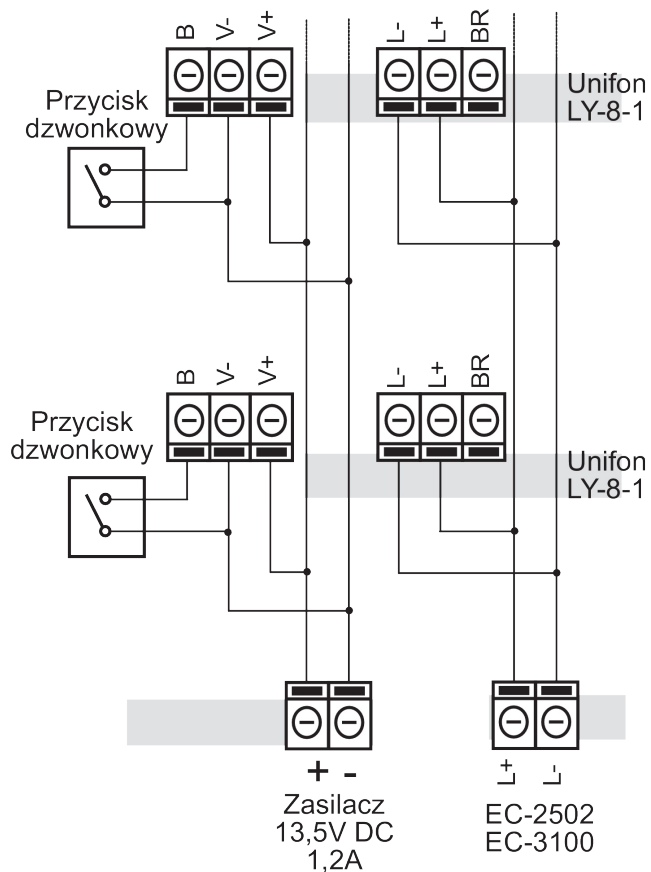 B V- V+ L- L+ BR
Unifon
LY-8-1
Przycisk
dzwonkowy
B V- V+ L- L+ BR
Przycisk
dzwonkowy
Unifon
LY-8-1
+ - L+ L-
Zasilacz
13,5V DC
1,2A
EC-2502
EC-3100